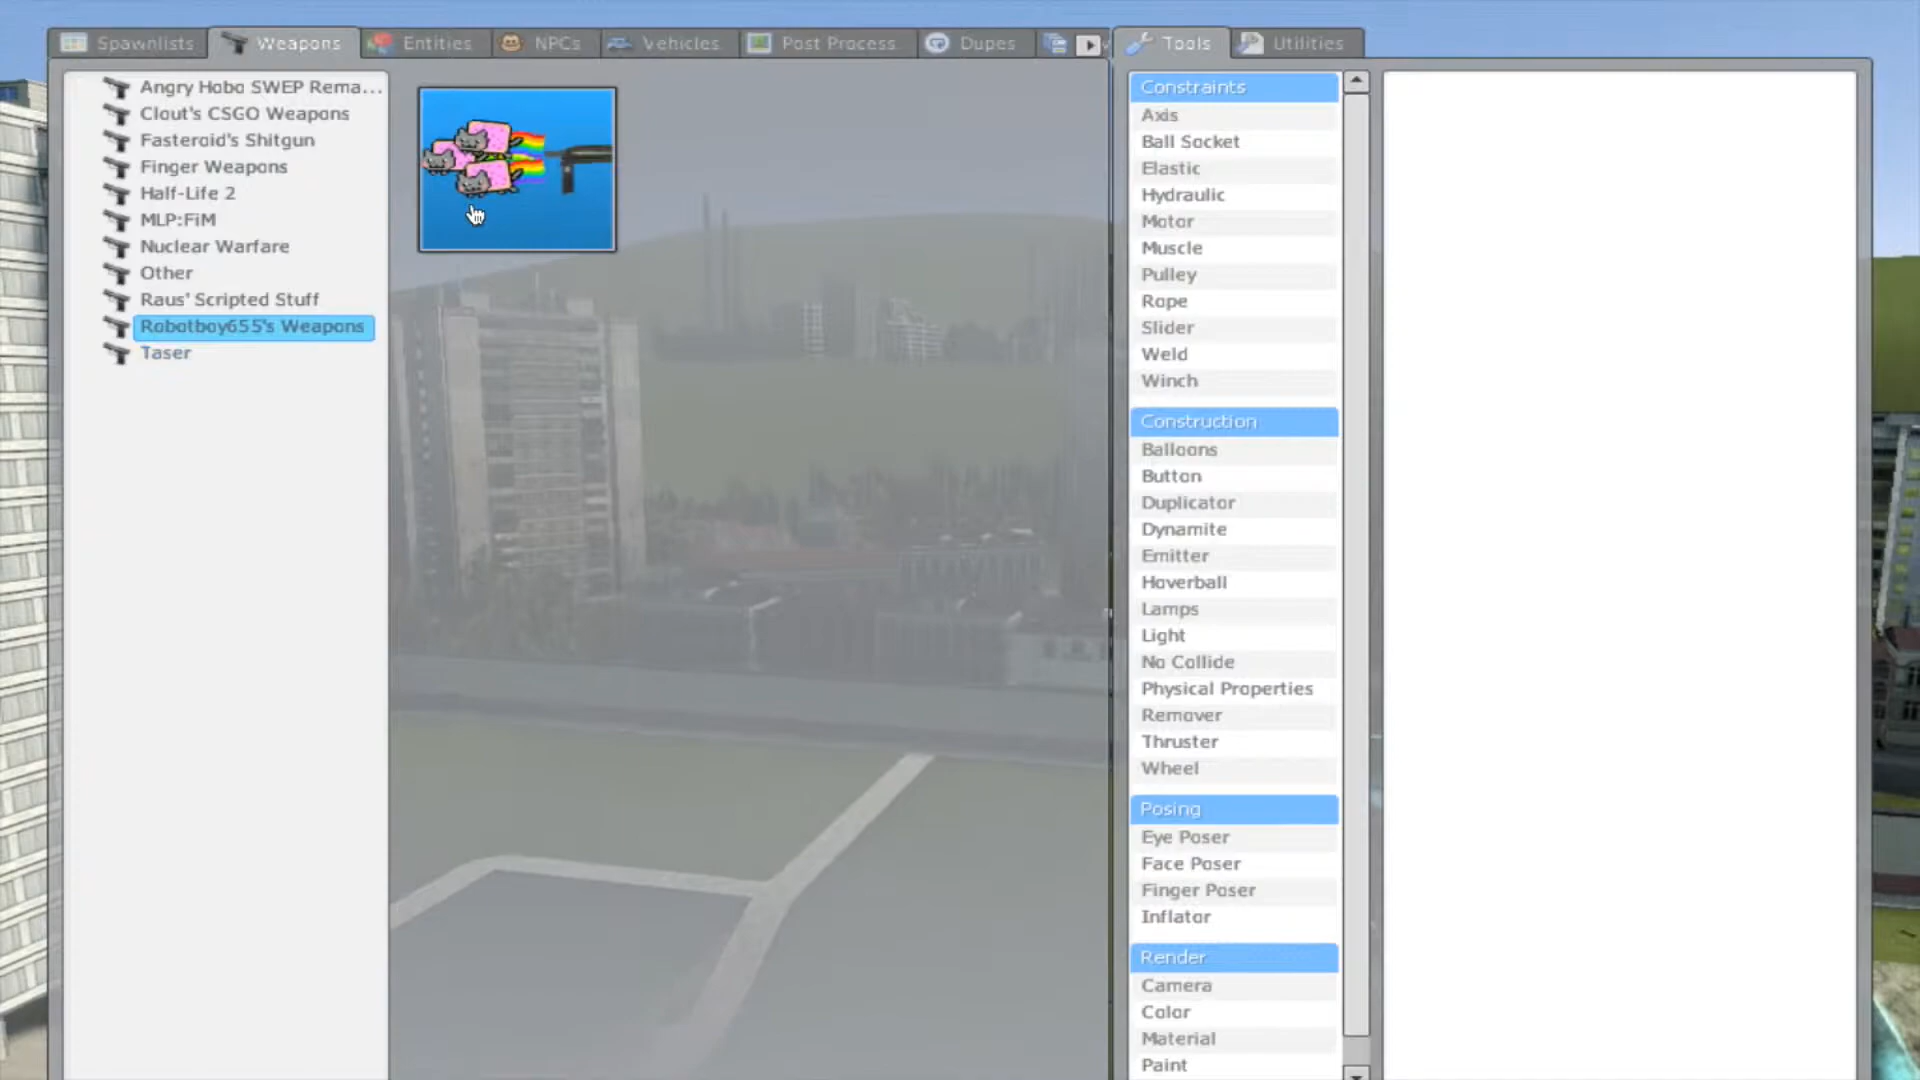 Spawnlists
Weapons
Entities
NPCs
Vehicles
Post Process
Dupes
Tools
Utilities
Angry Hobo SWEP Rema...
Clout's CSGO Weapons
Fasteroid's Shitgun
Finger Weapons
Half-Life 2
MLP:FiM
Nuclear Warfare
Other
Raus' Scripted Stuff
Robotboy655's Weapons
Taser
Constraints
Axis
Ball Socket
Elastic
Hydraulic
Motor
Muscle
Pulley
Rope
Slider
Weld
Winch
Construction
Balloons
Button
Duplicator
Dynamite
Emitter
Hoverball
Lamps
Light
No Collide
Physical Properties
Remover
Thruster
Wheel
Posing
Eye Poser
Face Poser
Finger Poser
Inflator
Render
Camera
Color
Material
Paint